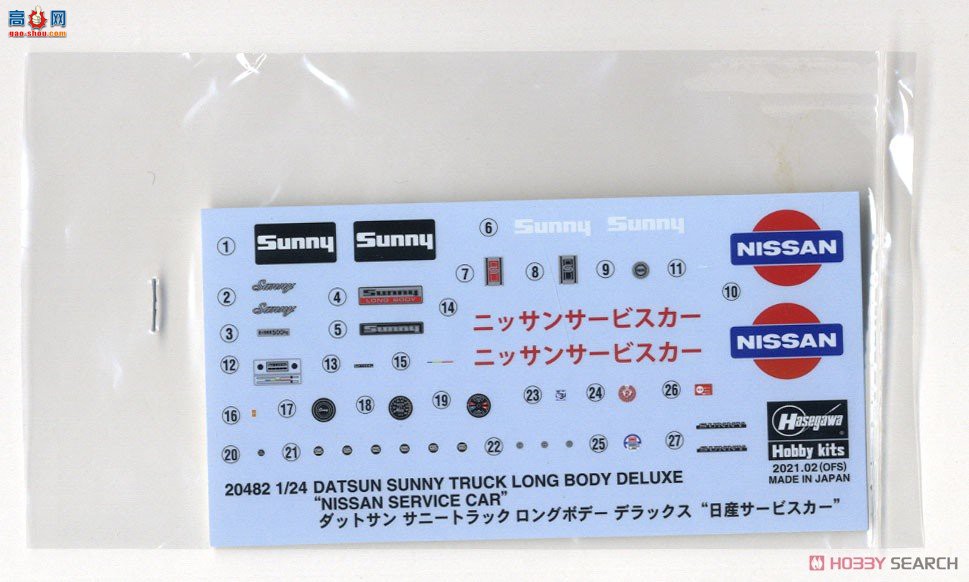 高 网
gao-shou.com
① Sunny Sunny ⑥ Sunny Sunny
NISSAN
② Sunny
Sunny
④ Sunny
LONG BODY
⑦ ⑧ ⑨ ⑪
⑩
③ ⑤ Sunny
⑭ ニッサンサービスカー
ニッサンサービスカー
NISSAN
⑫ ⑬ ⑮
⑯ ⑰ ⑱ ⑲ ㉓ ㉔ ㉖
⑳ ㉑ ㉒ ㉕ ㉗
Hasegawa
Hobby kits
2021.02(OFS)
MADE IN JAPAN
20482 1/24 DATSUN SUNNY TRUCK LONG BODY DELUXE
“NISSAN SERVICE CAR”
ダットサン サニートラック ロングボデー デラックス “日産サービスカー”
HOBBY SEARCH